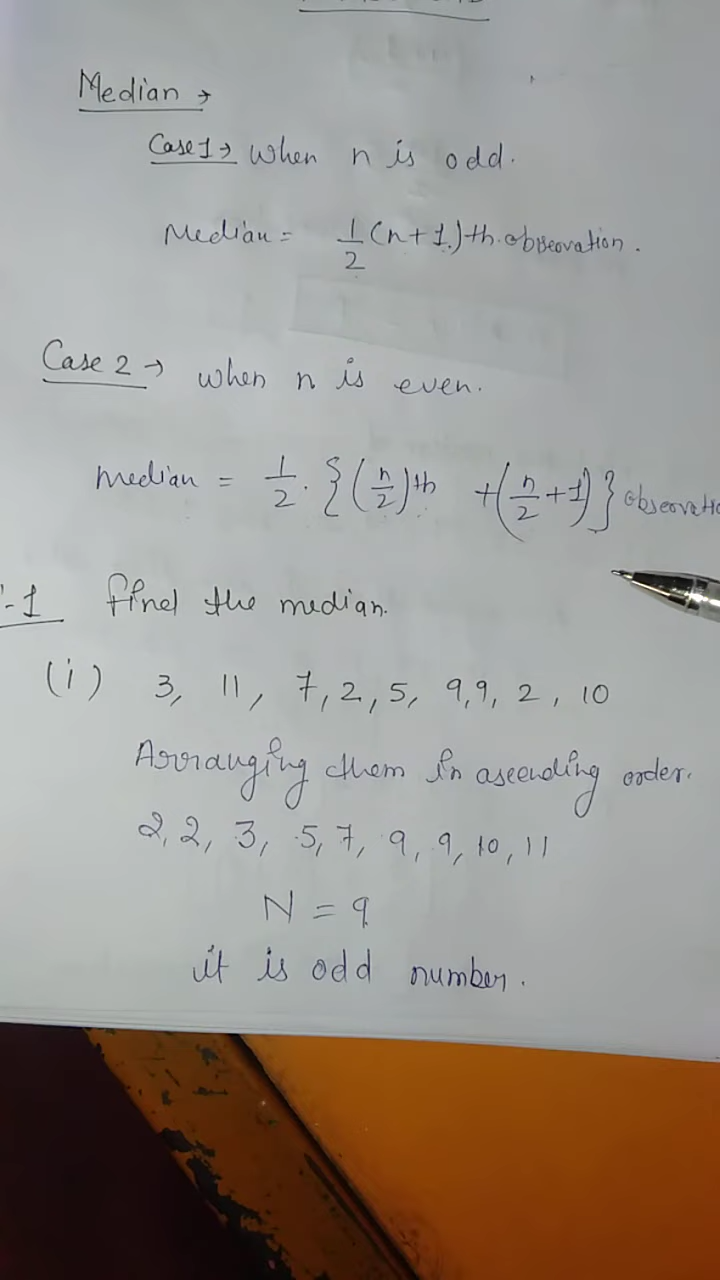 Median →
Case 1 → when n is odd.
Median = 1/2 (n+1)th observation.
Case 2 → when n is even.
median = 1/2 . {(n/2)th + (n/2 + 1)} observatio
-1 find the median.
(i) 3, 11, 7, 2, 5, 9, 9, 2, 10
Arranging them in ascending order.
2, 2, 3, 5, 7, 9, 9, 10, 11
N = 9
it is odd number.